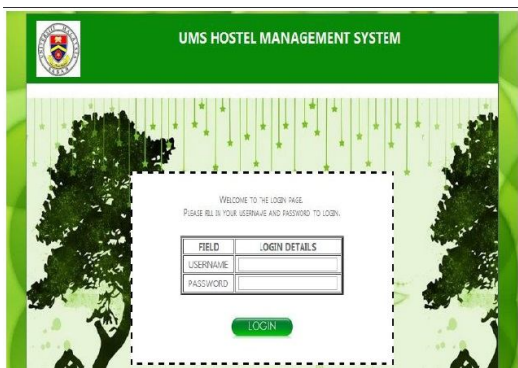 UMS HOSTEL MANAGEMENT SYSTEM
WELCOME TO THE LOGIN PAGE.
PLEASE FILL IN YOUR USERNAME AND PASSWORD TO LOGIN.
FIELD LOGIN DETAILS
USERNAME
PASSWORD
LOGIN